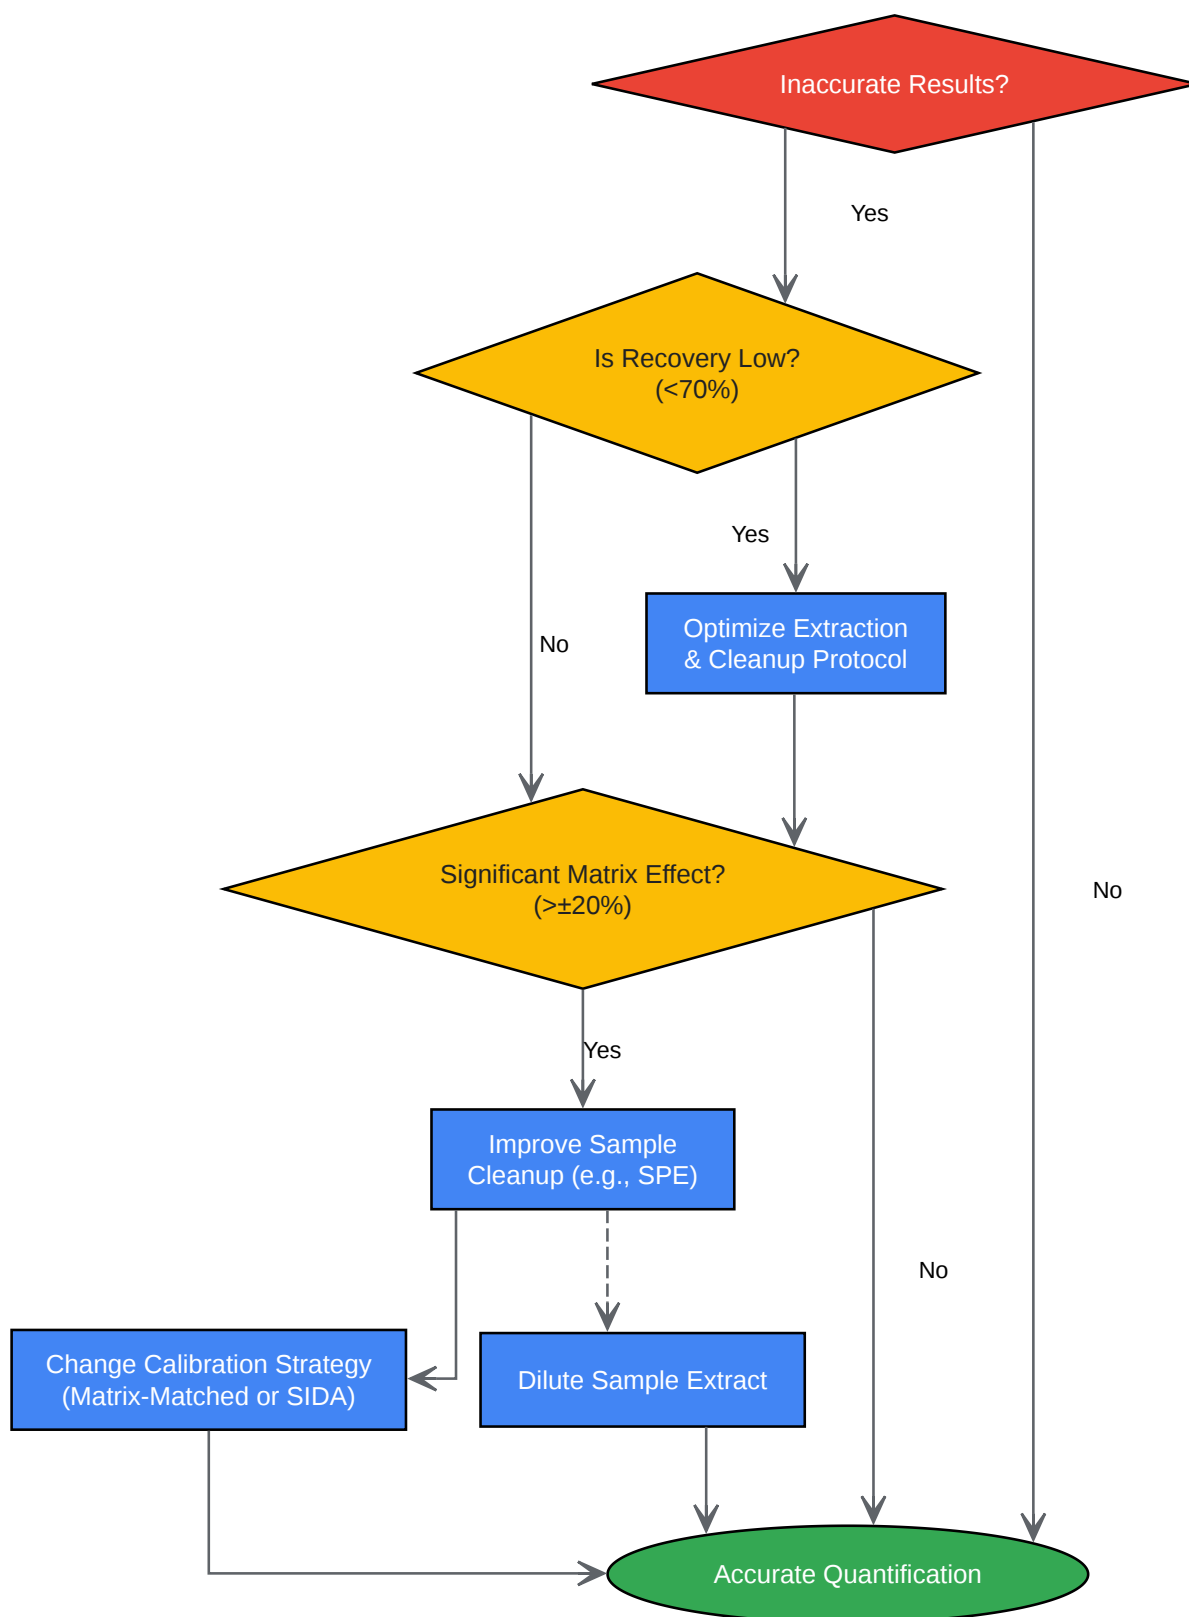 Inaccurate Results?
Yes
Is Recovery Low?
(<70%)
Yes
No
Optimize Extraction
& Cleanup Protocol
Significant Matrix Effect?
(>±20%)
No
Yes
Improve Sample
Cleanup (e.g., SPE)
No
Change Calibration Strategy
(Matrix-Matched or SIDA)
Dilute Sample Extract
Accurate Quantification